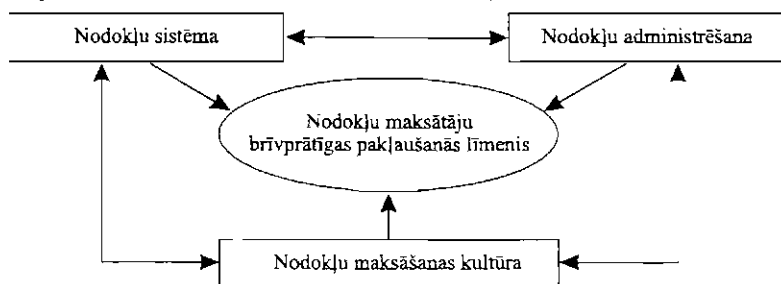 Nodokļu sistēma
Nodokļu administrēšana
Nodokļu maksātāju
brīvprātīgas pakļaušanās līmenis
Nodokļu maksāšanas kultūra